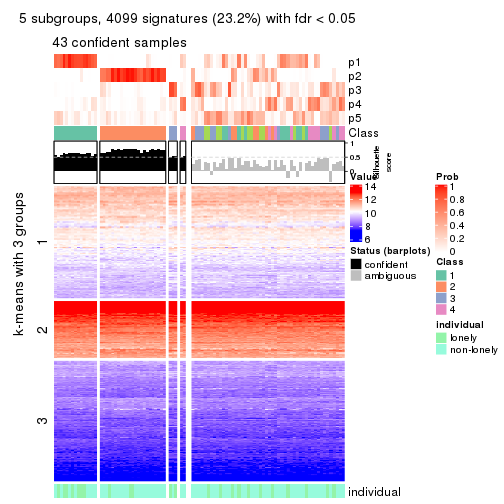 5 subgroups, 4099 signatures (23.2%) with fdr < 0.05
43 confident samples
p1
p2
p3
p4
p5
Class
1
0.5
0
Silhouette
score
k-means with 3 groups
1
2
3
individual
Value
14
12
10
8
6
Status (barplots)
confident
ambiguous
Prob
1
0.8
0.6
0.4
0.2
0
Class
1
2
3
4
individual
lonely
non-lonely